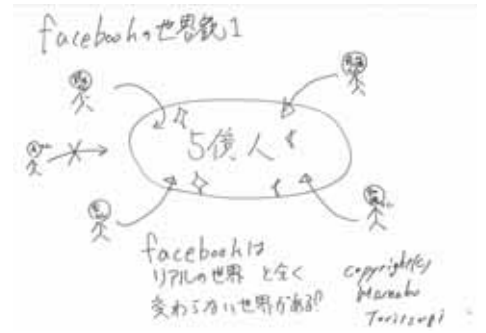 facebookの世界観1
5億人
facebookは
リアルの世界と全く
変わらない世界がある!?
copyright(c)